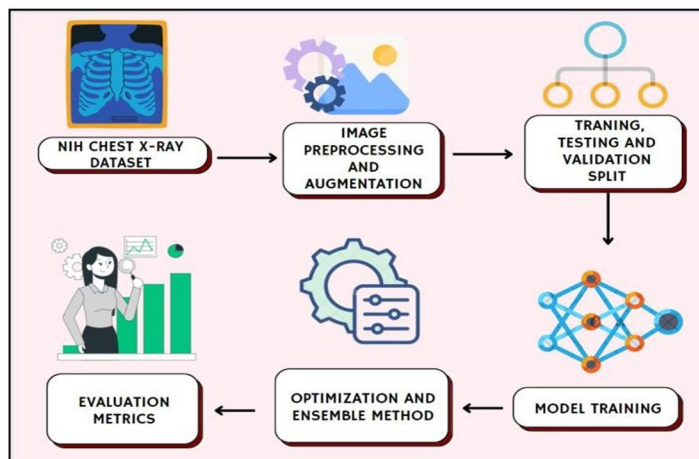 NIH CHEST X-RAY
DATASET
IMAGE
PREPROCESSING
AND
AUGMENTATION
TRANING,
TESTING AND
VALIDATION
SPLIT
EVALUATION
METRICS
OPTIMIZATION AND
ENSEMBLE METHOD
MODEL TRAINING